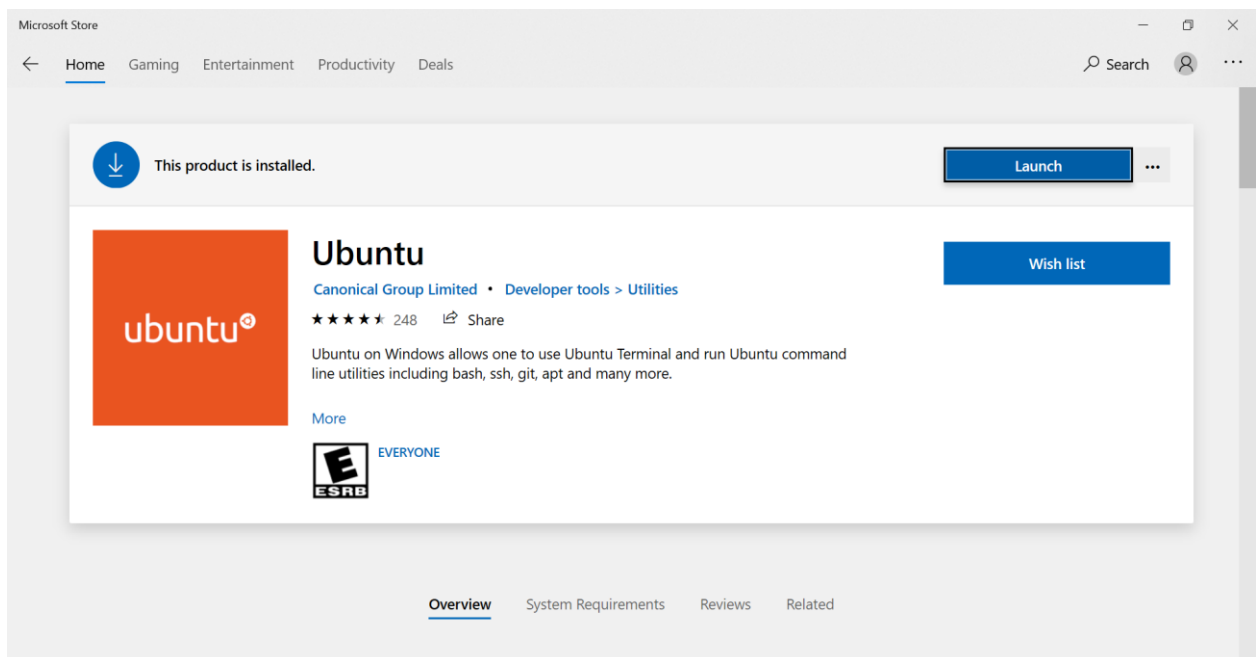 Microsoft Store
Home Gaming Entertainment Productivity Deals Search
This product is installed. Launch
ubuntu
Ubuntu
Wish list
Canonical Group Limited • Developer tools > Utilities
★★★★★ 248 Share
Ubuntu on Windows allows one to use Ubuntu Terminal and run Ubuntu command
line utilities including bash, ssh, git, apt and many more.
More
E
EVERYONE
ESRB
Overview System Requirements Reviews Related